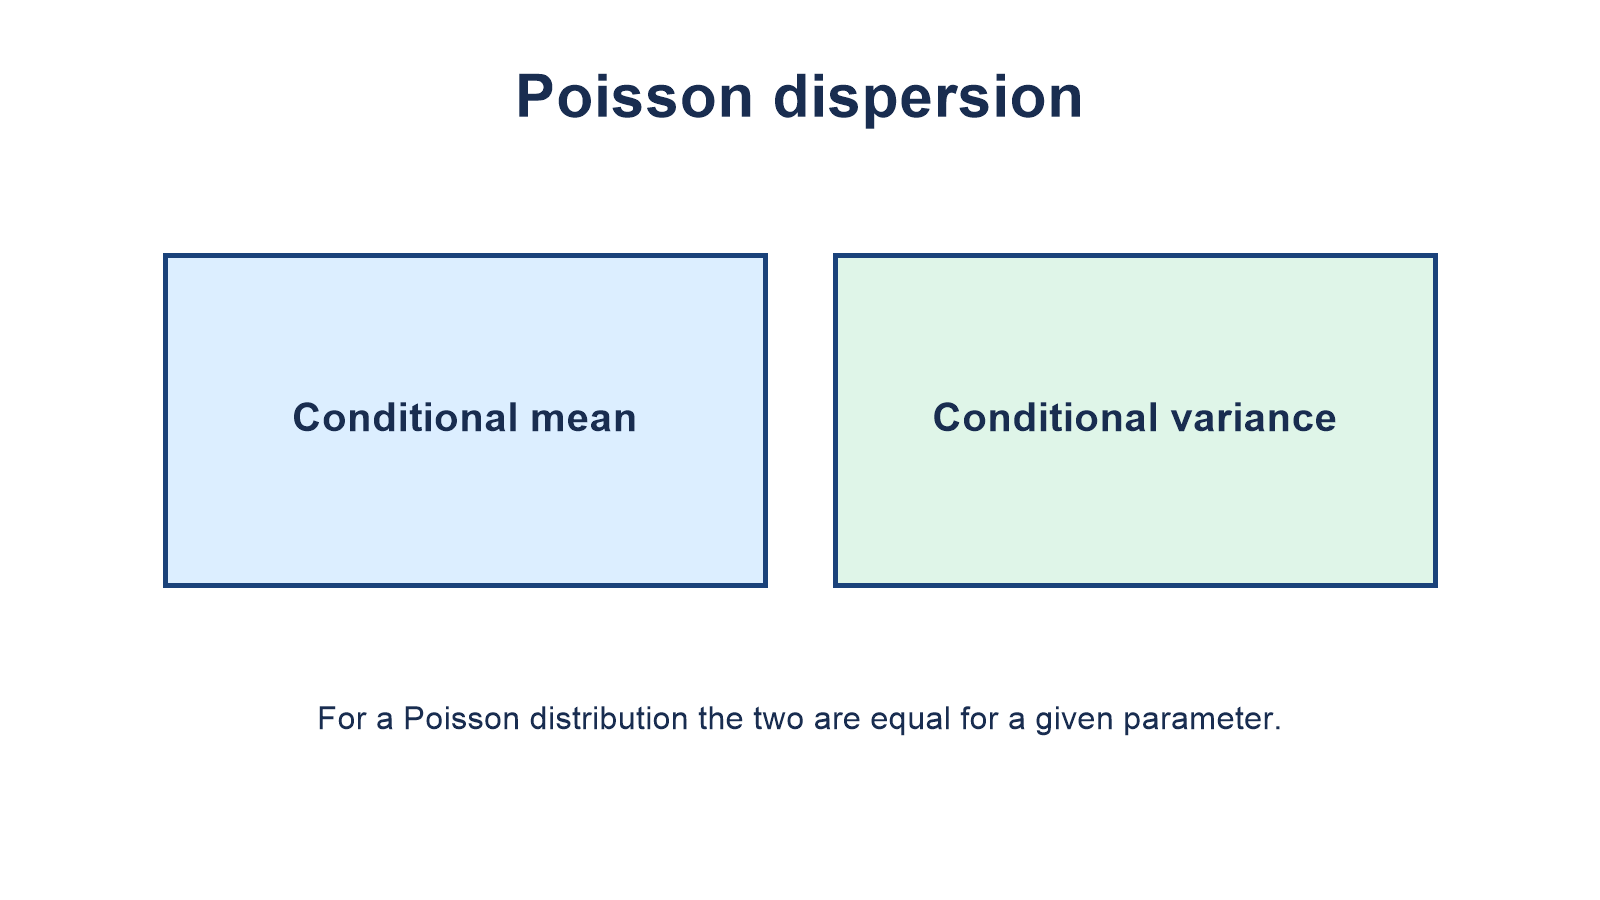 Poisson dispersion
Conditional mean
Conditional variance
For a Poisson distribution the two are equal for a given parameter.